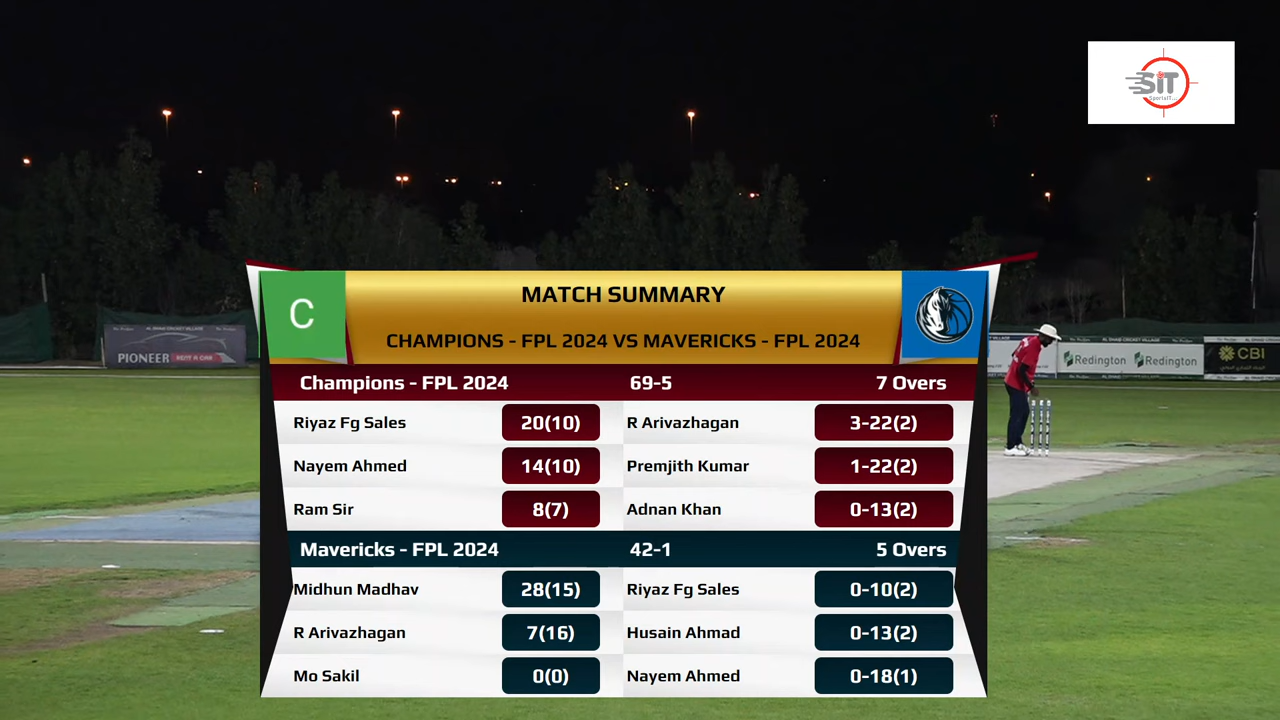 SiT
MATCH SUMMARY
CHAMPIONS - FPL 2024 VS MAVERICKS - FPL 2024
C
Champions - FPL 2024 69-5 7 Overs
Riyaz Fg Sales 20(10) R Arivazhagan 3-22(2)
Nayem Ahmed 14(10) Premjith Kumar 1-22(2)
Ram Sir 8(7) Adnan Khan 0-13(2)
Mavericks - FPL 2024 42-1 5 Overs
Midhun Madhav 28(15) Riyaz Fg Sales 0-10(2)
R Arivazhagan 7(16) Husain Ahmad 0-13(2)
Mo Sakil 0(0) Nayem Ahmed 0-18(1)
PIONEER RENT A CAR
Redington Redington
CBI